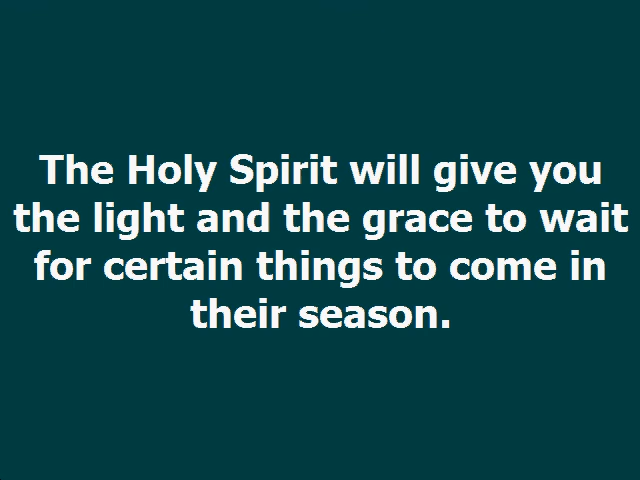 The Holy Spirit will give you
the light and the grace to wait
for certain things to come in
their season.